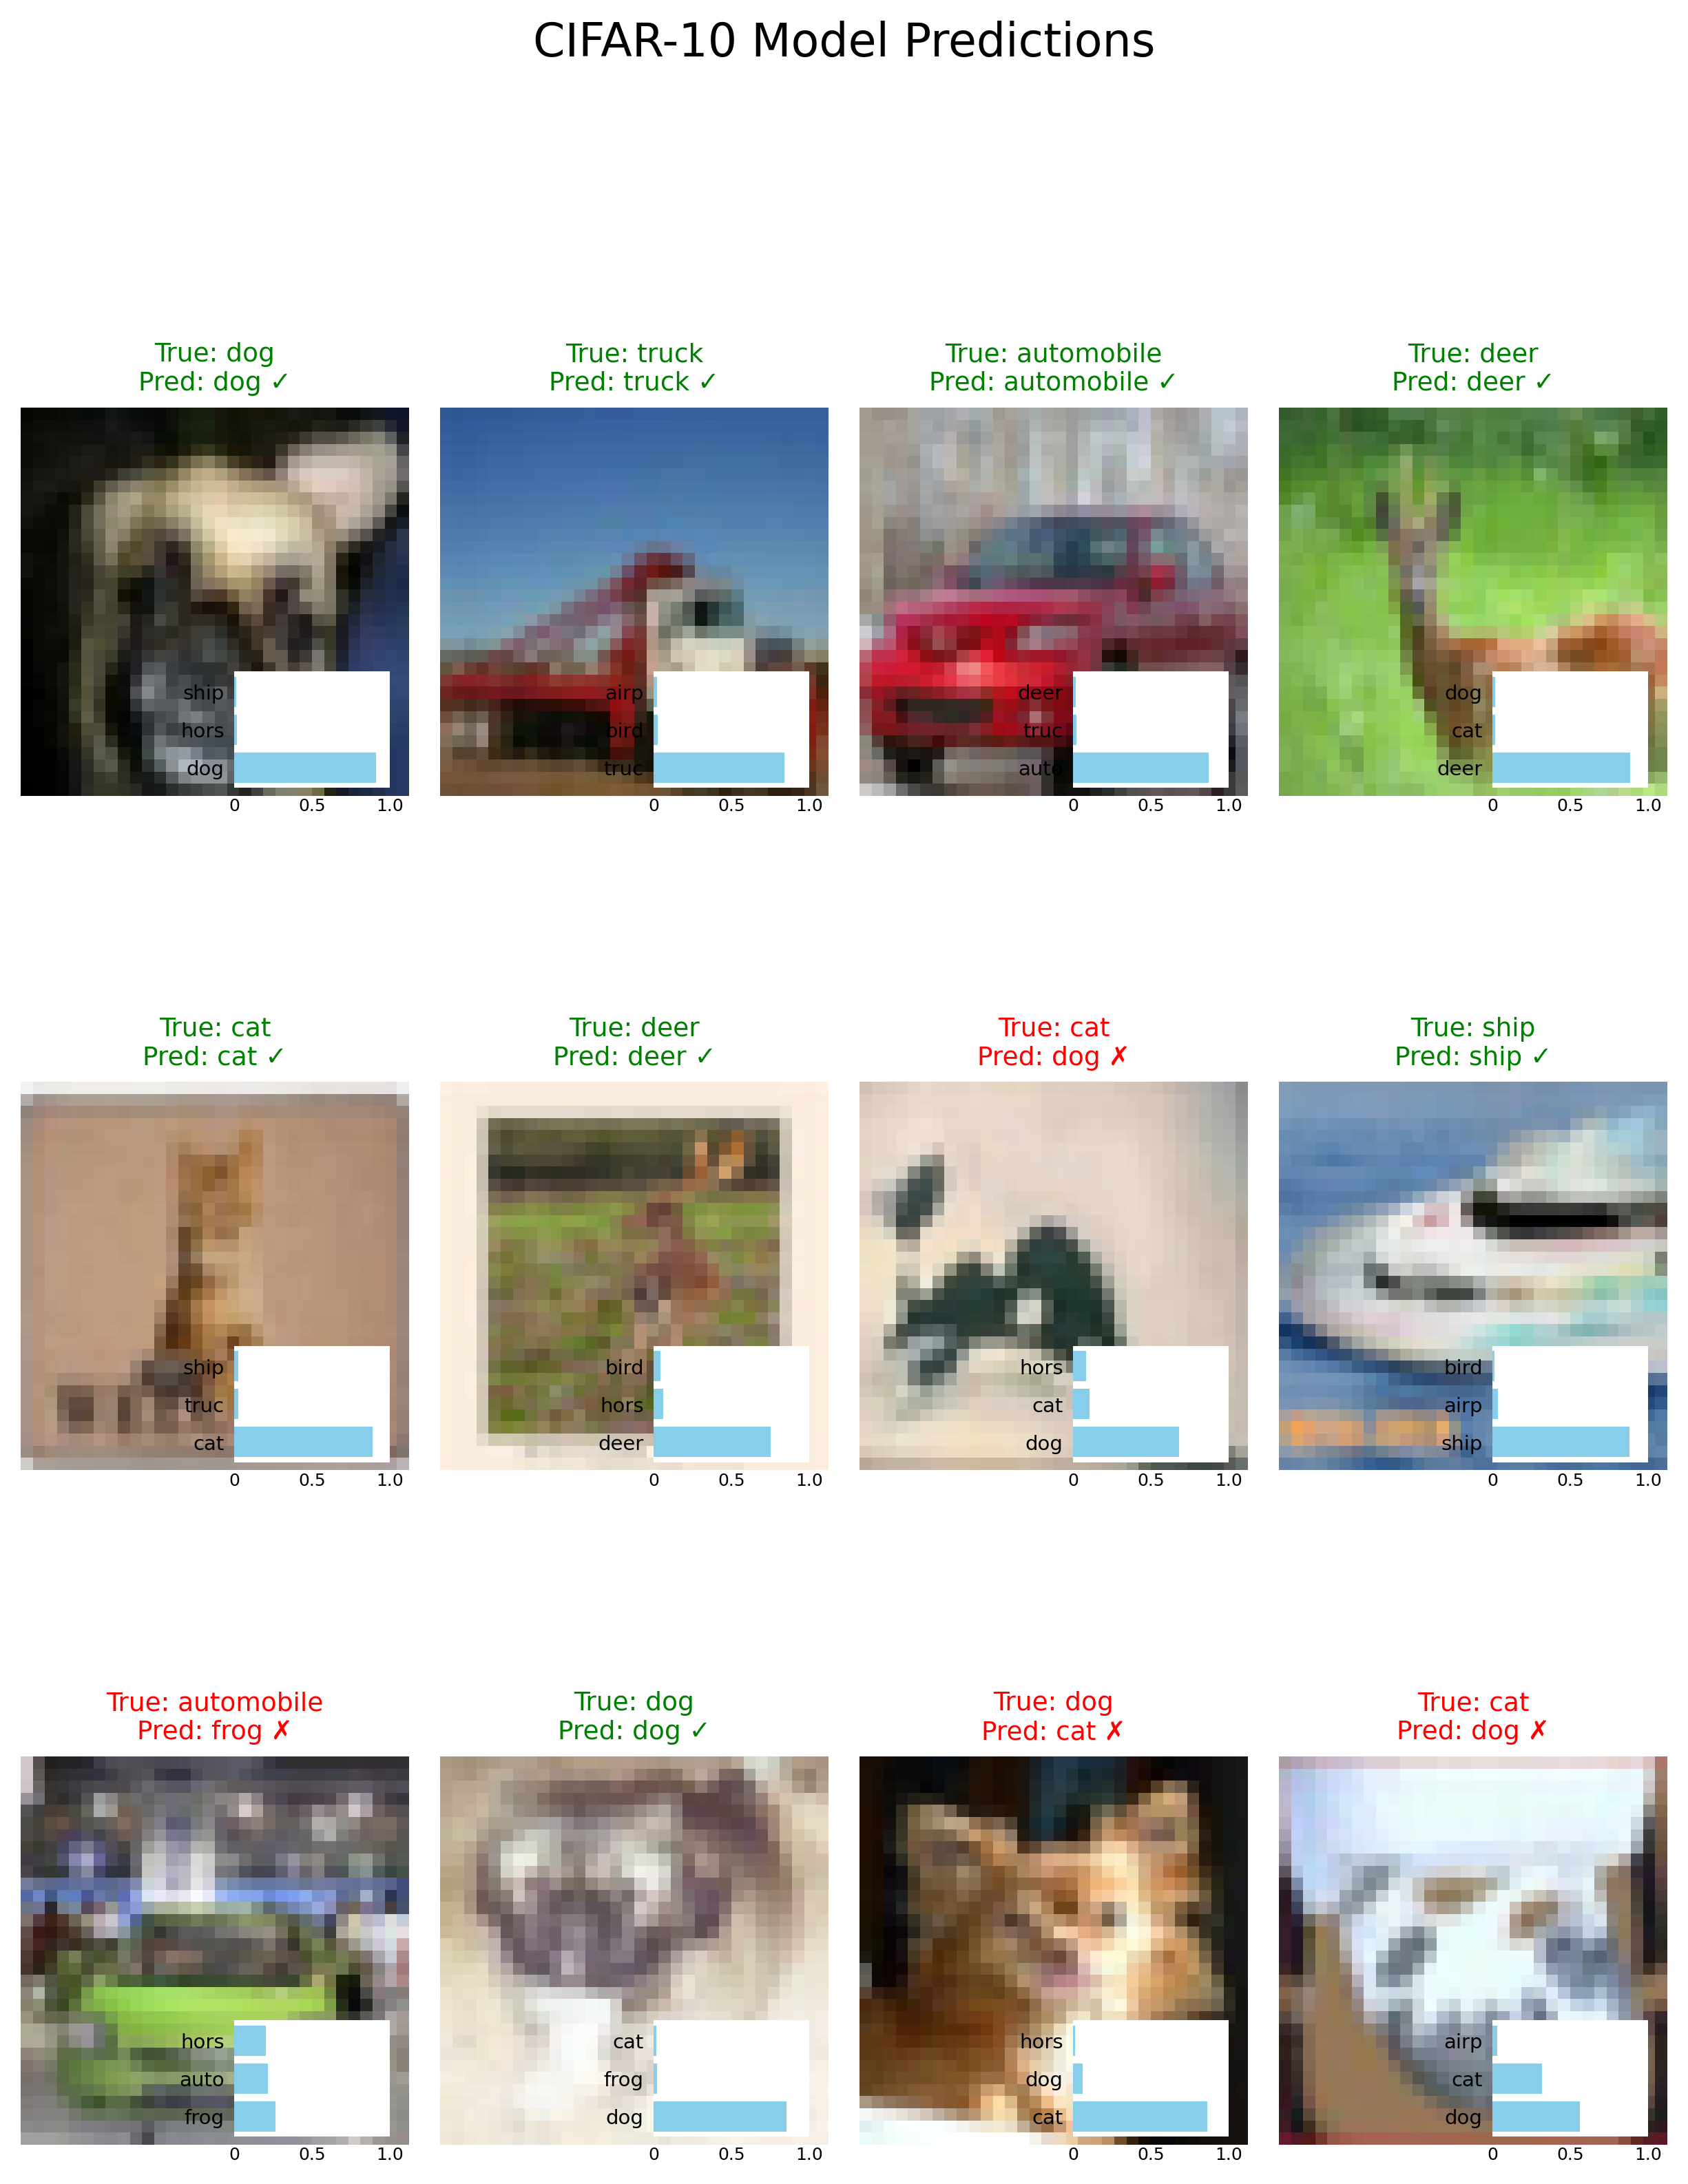 CIFAR-10 Model Predictions
True: dog
Pred: dog ✓
ship
hors
dog
0 0.5 1.0
True: truck
Pred: truck ✓
airp
bird
truc
0 0.5 1.0
True: automobile
Pred: automobile ✓
deer
truc
auto
0 0.5 1.0
True: deer
Pred: deer ✓
dog
cat
deer
0 0.5 1.0
True: cat
Pred: cat ✓
ship
truc
cat
0 0.5 1.0
True: deer
Pred: deer ✓
bird
hors
deer
0 0.5 1.0
True: cat
Pred: dog ✗
hors
cat
dog
0 0.5 1.0
True: ship
Pred: ship ✓
bird
airp
ship
0 0.5 1.0
True: automobile
Pred: frog ✗
hors
auto
frog
0 0.5 1.0
True: dog
Pred: dog ✓
cat
frog
dog
0 0.5 1.0
True: dog
Pred: cat ✗
hors
dog
cat
0 0.5 1.0
True: cat
Pred: dog ✗
airp
cat
dog
0 0.5 1.0